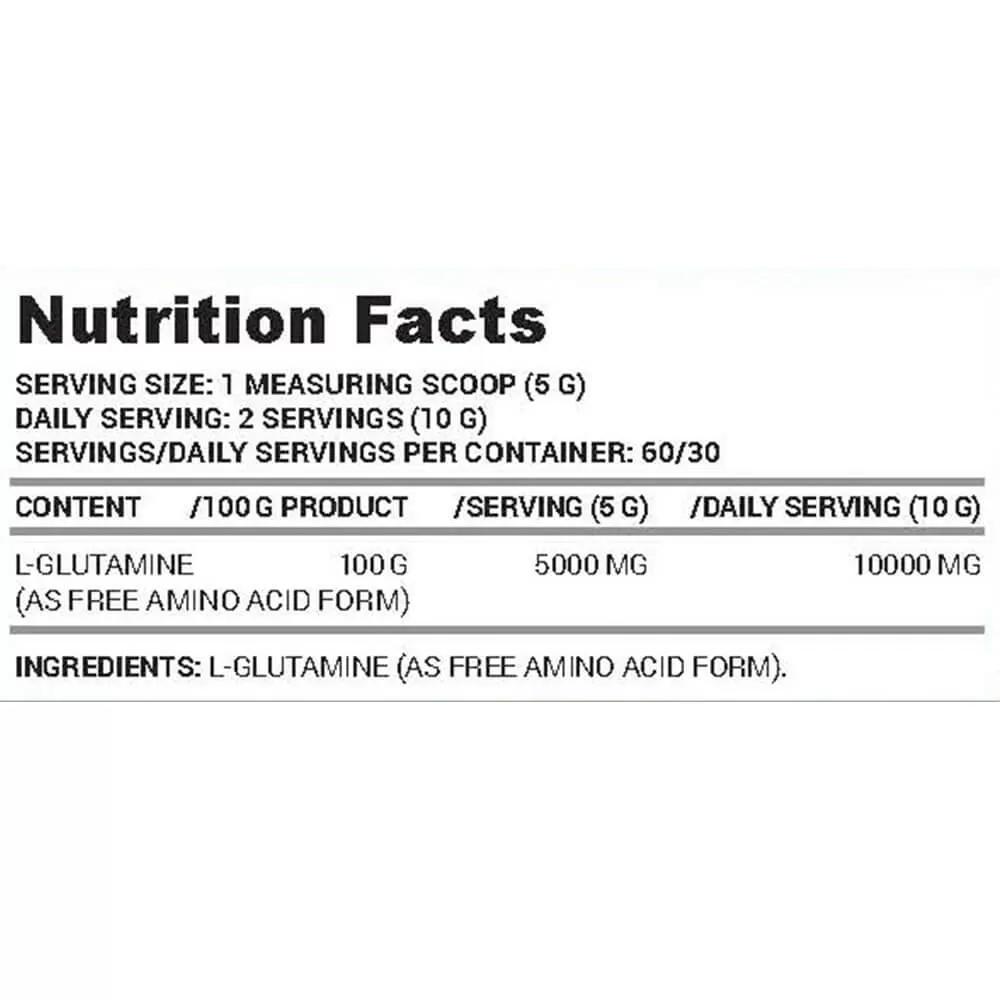 Nutrition Facts
SERVING SIZE: 1 MEASURING SCOOP (5 G)
DAILY SERVING: 2 SERVINGS (10 G)
SERVINGS/DAILY SERVINGS PER CONTAINER: 60/30
CONTENT /100 G PRODUCT /SERVING (5 G) /DAILY SERVING (10 G)
L-GLUTAMINE 100 G 5000 MG 10000 MG
(AS FREE AMINO ACID FORM)
INGREDIENTS: L-GLUTAMINE (AS FREE AMINO ACID FORM).